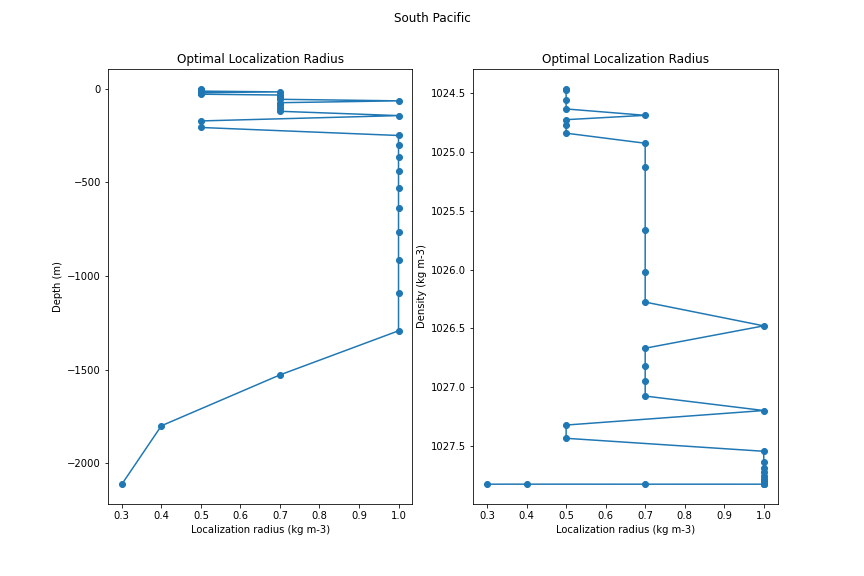 South Pacific
Optimal Localization Radius
0
−500
−1000
−1500
−2000
Depth (m)
0.3 0.4 0.5 0.6 0.7 0.8 0.9 1.0
Localization radius (kg m-3)
Optimal Localization Radius
1024.5
1025.0
1025.5
1026.0
1026.5
1027.0
1027.5
Density (kg m-3)
0.3 0.4 0.5 0.6 0.7 0.8 0.9 1.0
Localization radius (kg m-3)